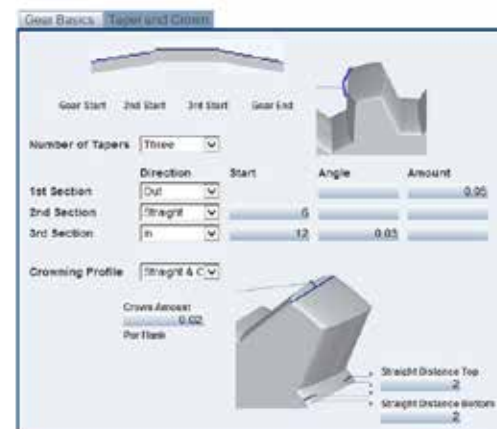 Gear Basics Taper and Crown
Gear Start 2nd Start 3rd Start Gear End
Number of Tapers Three
Direction Start Angle Amount
1st Section Out 0.05
2nd Section Straight 6
3rd Section In 12 0.03
Crowning Profile Straight & C
Crown Amount
0.02
Per Flank
Straight Distance Top
2
Straight Distance Bottom
2